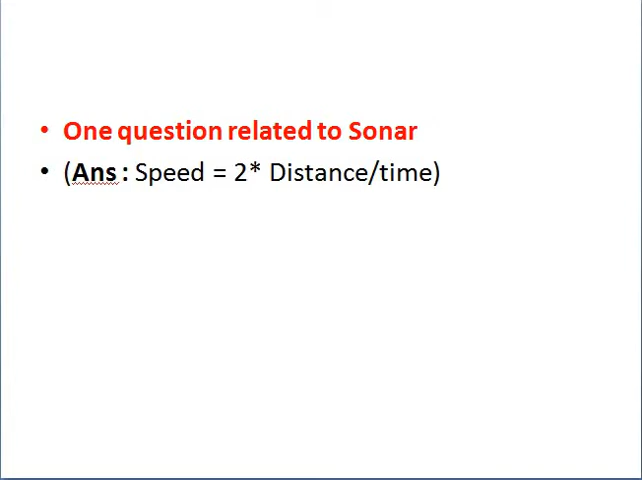 • One question related to Sonar
• (Ans : Speed = 2* Distance/time)